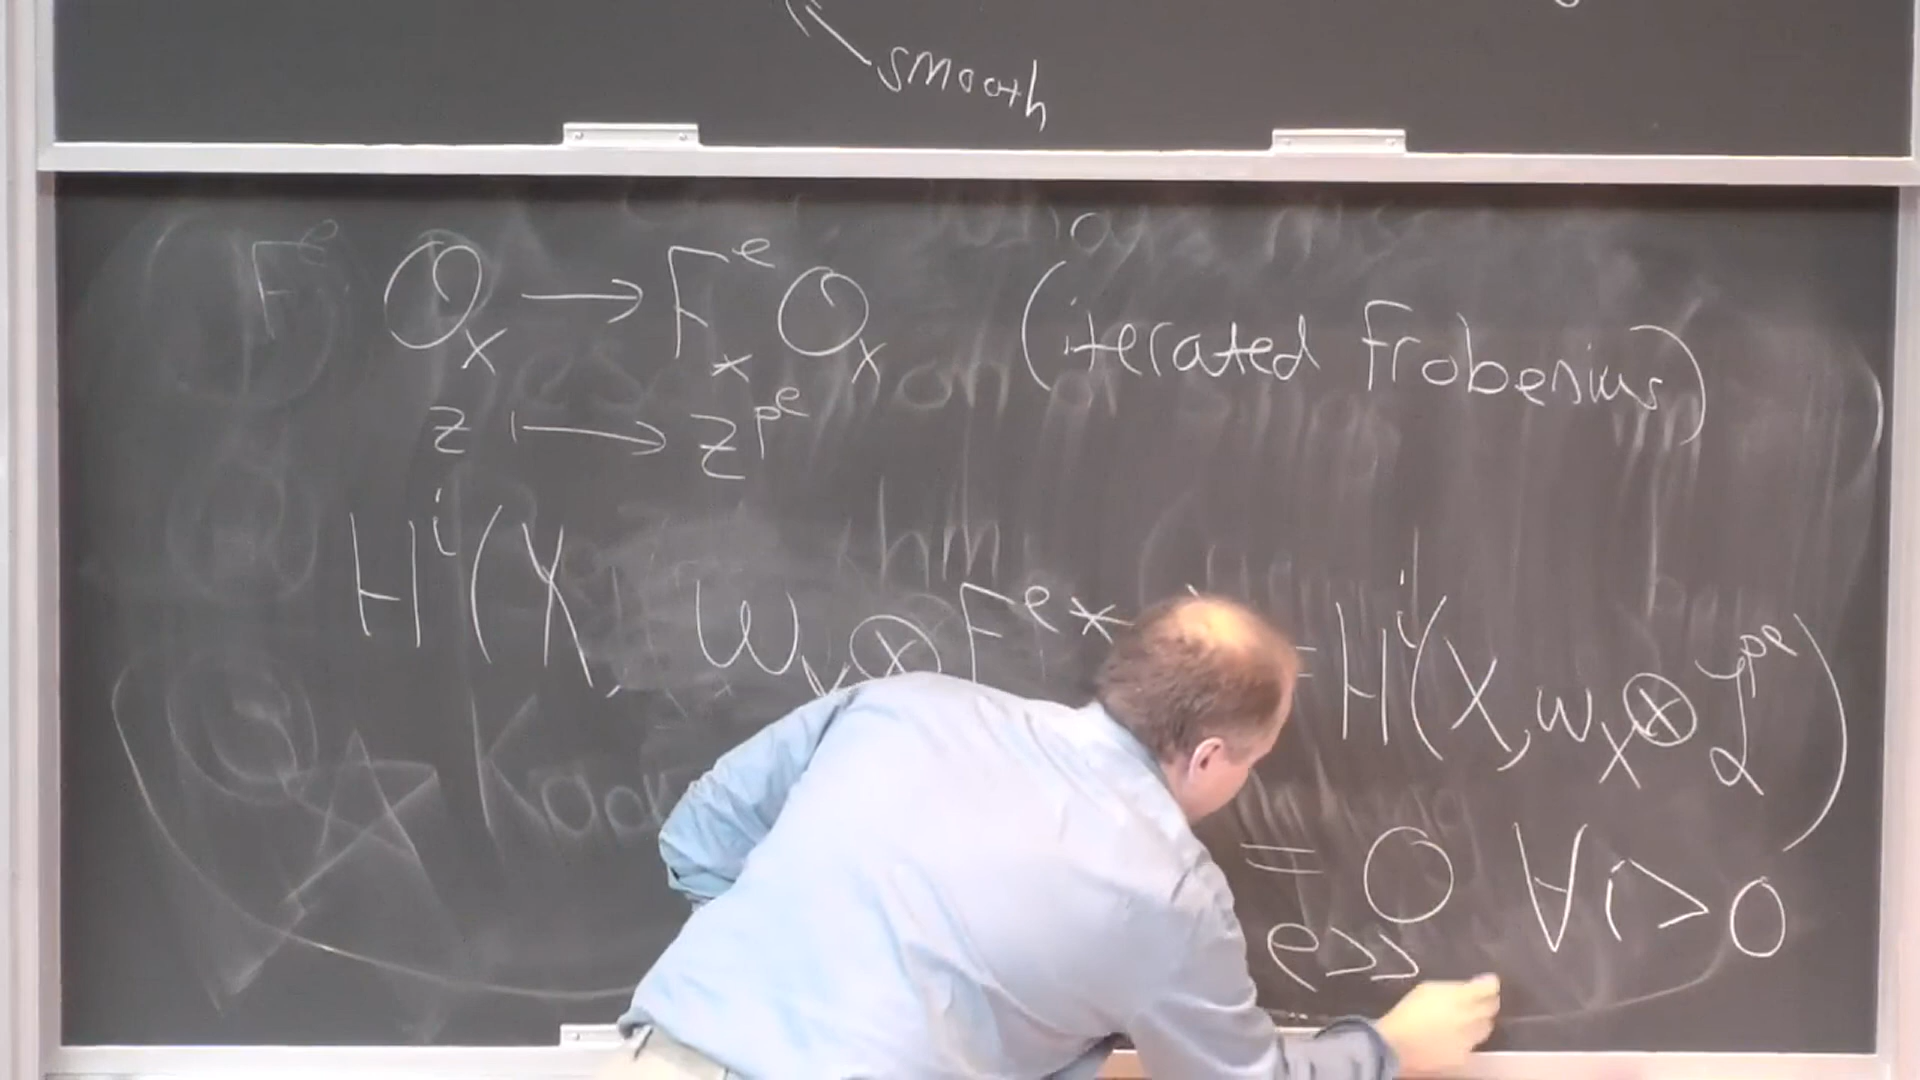 smooth
F^e O_X → F^e_* O_X (iterated Frobenius)
z ↦ z^{p^e}
H^i(X, ω_X ⊗ F^{e*} = H^i(X, ω_X ⊗ L^{p^e})
= 0 ∀ i > 0
e >>